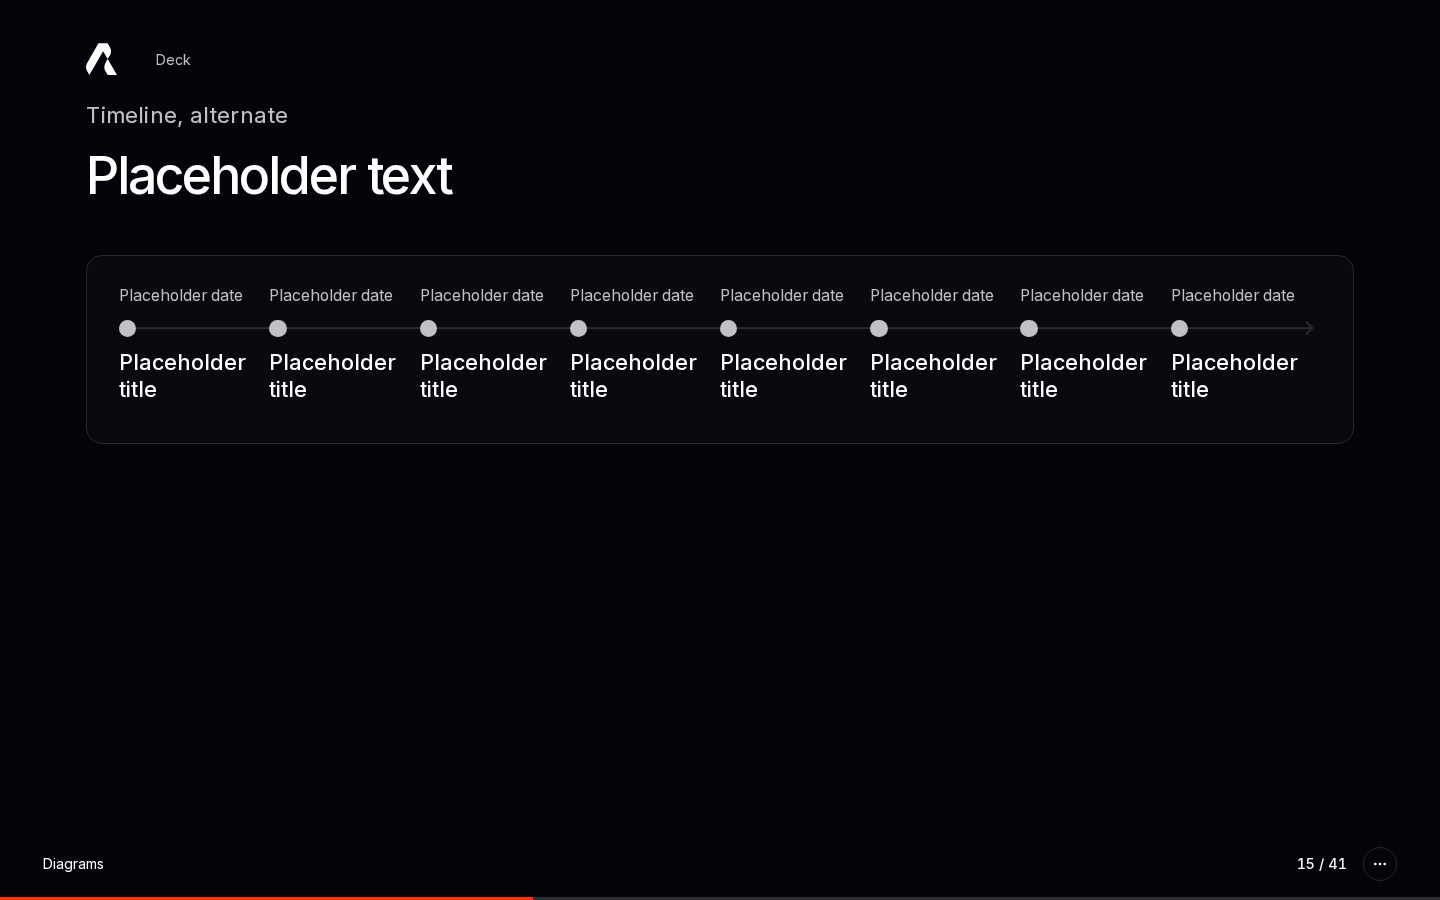 Deck
Timeline, alternate
Placeholder text
Placeholder date Placeholder date Placeholder date Placeholder date Placeholder date Placeholder date Placeholder date Placeholder date
Placeholder Placeholder Placeholder Placeholder Placeholder Placeholder Placeholder Placeholder
title title title title title title title title
Diagrams
15 / 41